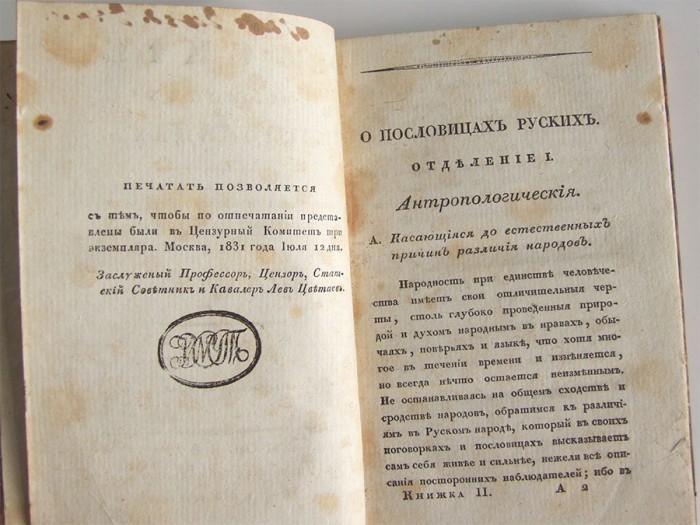 ПЕЧАТАТЬ ПОЗВОЛЯЕТСЯ
съ тѣмъ, чтобы по отпечатаніи представ-
лены были въ Цензурный Комитетъ три
экземпляра. Москва, 1831 года Іюля 12 дня.
Заслуженый Профессоръ, Цензоръ, Стат-
скій Совѣтникъ и Кавалеръ Левъ Цвѣтаевъ.
О ПОСЛОВИЦАХЪ РУСКИХЪ.
ОТДѢЛЕНІЕ I.
Антропологическія.
А. Касающіяся до естественныхъ
причинъ различія народовъ.
Народность при единствѣ человѣче-
ства имѣетъ свои отличительныя чер-
ты, столь глубоко проведенныя приро-
дой и духомъ народнымъ въ нравахъ, обы-
чаяхъ, повѣрьяхъ и языкѣ, что хотя мно-
гое въ теченіи времени и измѣняется,
но всегда нѣчто остается неизмѣннымъ.
Не останавливаясь на общемъ сходствѣ и
сродствѣ народовъ, обратимся къ различі-
ямъ въ Рускомъ народѣ, который въ своихъ
поговоркахъ и пословицахъ высказываетъ
самъ себя живѣе и сильнѣе, нежели всѣ опи-
санія постороннихъ наблюдателей; ибо въ
Книжка II. А 2